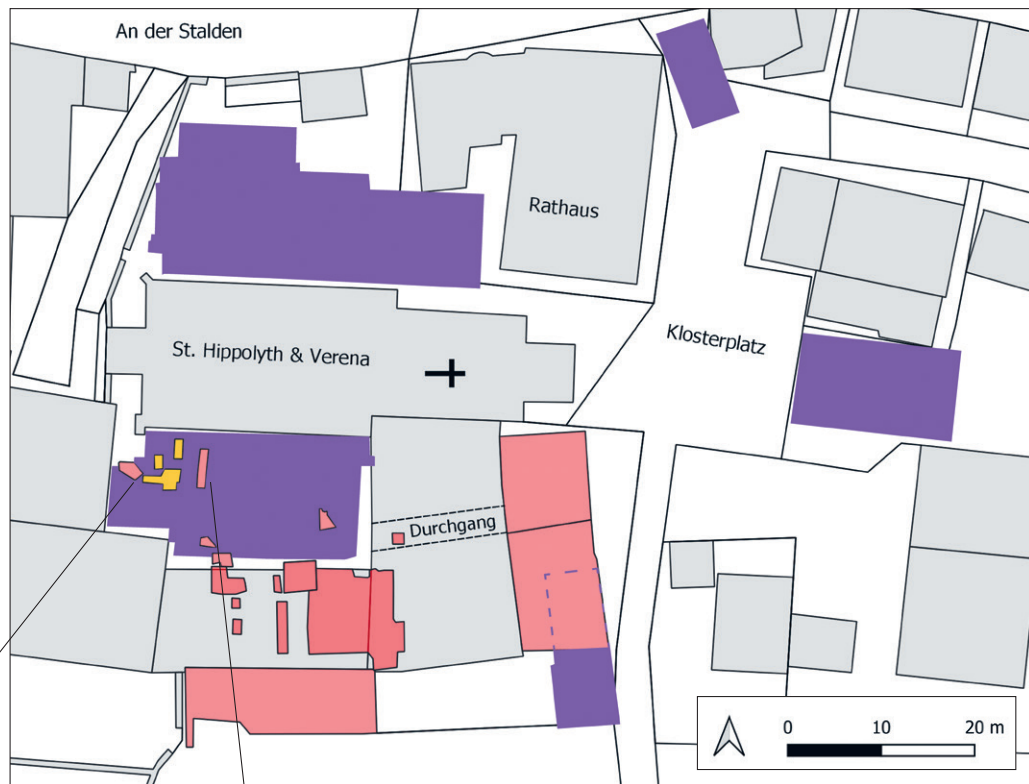 An der Stalden
Rathaus
Klosterplatz
St. Hippolyth & Verena
Durchgang
0 10 20 m